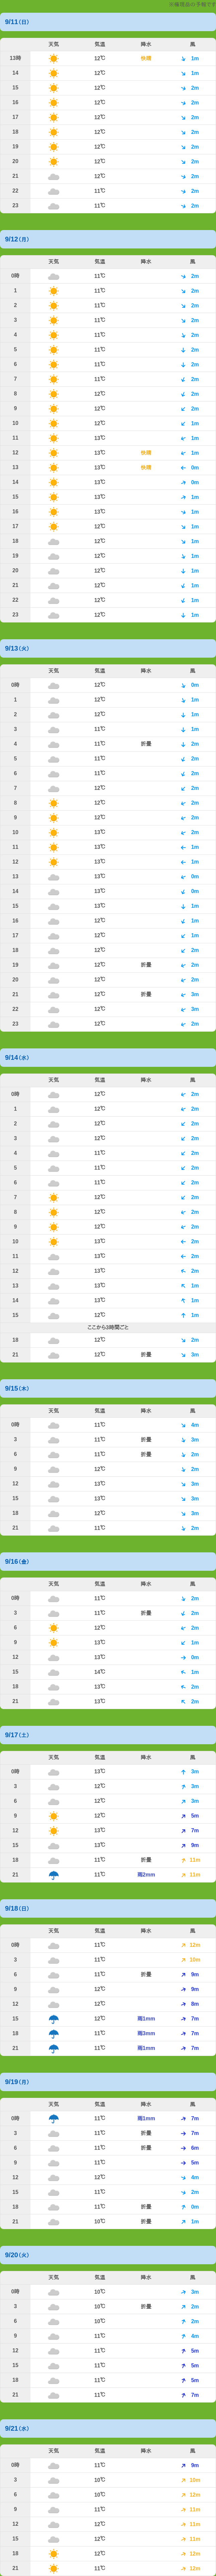 の予報です
9/11(日)
天気 気温 降水 風
13時 12℃ 快晴 1m
14 12℃ 1m
15 12℃ 2m
16 12℃ 2m
17 12℃ 2m
18 12℃ 2m
19 12℃ 2m
20 12℃ 2m
21 12℃ 2m
22 11℃ 2m
23 11℃ 2m
9/12(月)
天気 気温 降水 風
0時 11℃ 2m
1 11℃ 2m
2 11℃ 2m
3 11℃ 2m
4 11℃ 2m
5 11℃ 2m
6 11℃ 2m
7 11℃ 2m
8 12℃ 2m
9 12℃ 2m
10 12℃ 1m
11 13℃ 1m
12 13℃ 快晴 1m
13 13℃ 快晴 0m
14 13℃ 0m
15 13℃ 1m
16 13℃ 1m
17 12℃ 1m
18 12℃ 1m
19 12℃ 1m
20 12℃ 1m
21 12℃ 1m
22 12℃ 1m
23 12℃ 1m
9/13(火)
天気 気温 降水 風
0時 12℃ 0m
1 12℃ 1m
2 12℃ 1m
3 11℃ 1m
4 11℃ 折畳 2m
5 11℃ 2m
6 11℃ 2m
7 12℃ 2m
8 12℃ 2m
9 12℃ 2m
10 13℃ 2m
11 13℃ 1m
12 13℃ 1m
13 13℃ 0m
14 13℃ 0m
15 13℃ 1m
16 12℃ 1m
17 12℃ 1m
18 12℃ 2m
19 12℃ 折畳 2m
20 12℃ 2m
21 12℃ 折畳 3m
22 12℃ 3m
23 12℃ 2m
9/14(水)
天気 気温 降水 風
0時 12℃ 2m
1 12℃ 2m
2 12℃ 2m
3 12℃ 2m
4 11℃ 2m
5 11℃ 2m
6 11℃ 2m
7 12℃ 2m
8 12℃ 2m
9 12℃ 2m
10 13℃ 2m
11 13℃ 2m
12 13℃ 2m
13 13℃ 1m
14 13℃ 1m
15 12℃ 1m
ここから3時間ごと
18 12℃ 2m
21 12℃ 折畳 3m
9/15(木)
天気 気温 降水 風
0時 11℃ 4m
3 11℃ 折畳 3m
6 11℃ 折畳 2m
9 12℃ 2m
12 13℃ 3m
15 13℃ 3m
18 12℃ 3m
21 11℃ 2m
9/16(金)
天気 気温 降水 風
0時 11℃ 2m
3 11℃ 折畳 2m
6 12℃ 2m
9 13℃ 1m
12 13℃ 0m
15 14℃ 1m
18 13℃ 2m
21 13℃ 2m
9/17(土)
天気 気温 降水 風
0時 13℃ 3m
3 12℃ 3m
6 12℃ 3m
9 12℃ 5m
12 13℃ 7m
15 13℃ 9m
18 11℃ 折畳 11m
21 11℃ 雨2mm 11m
9/18(日)
天気 気温 降水 風
0時 11℃ 12m
3 11℃ 10m
6 11℃ 折畳 9m
9 12℃ 9m
12 12℃ 8m
15 12℃ 雨1mm 7m
18 11℃ 雨3mm 7m
21 11℃ 雨1mm 7m
9/19(月)
天気 気温 降水 風
0時 11℃ 雨1mm 7m
3 11℃ 折畳 7m
6 11℃ 折畳 6m
9 11℃ 5m
12 12℃ 4m
15 11℃ 2m
18 11℃ 折畳 0m
21 10℃ 折畳 1m
9/20(火)
天気 気温 降水 風
0時 10℃ 3m
3 10℃ 折畳 2m
6 10℃ 2m
9 11℃ 4m
12 11℃ 5m
15 11℃ 5m
18 11℃ 5m
21 11℃ 7m
9/21(水)
天気 気温 降水 風
0時 11℃ 9m
3 10℃ 10m
6 10℃ 12m
9 11℃ 11m
12 12℃ 11m
15 12℃ 11m
18 12℃ 12m
21 11℃ 12m